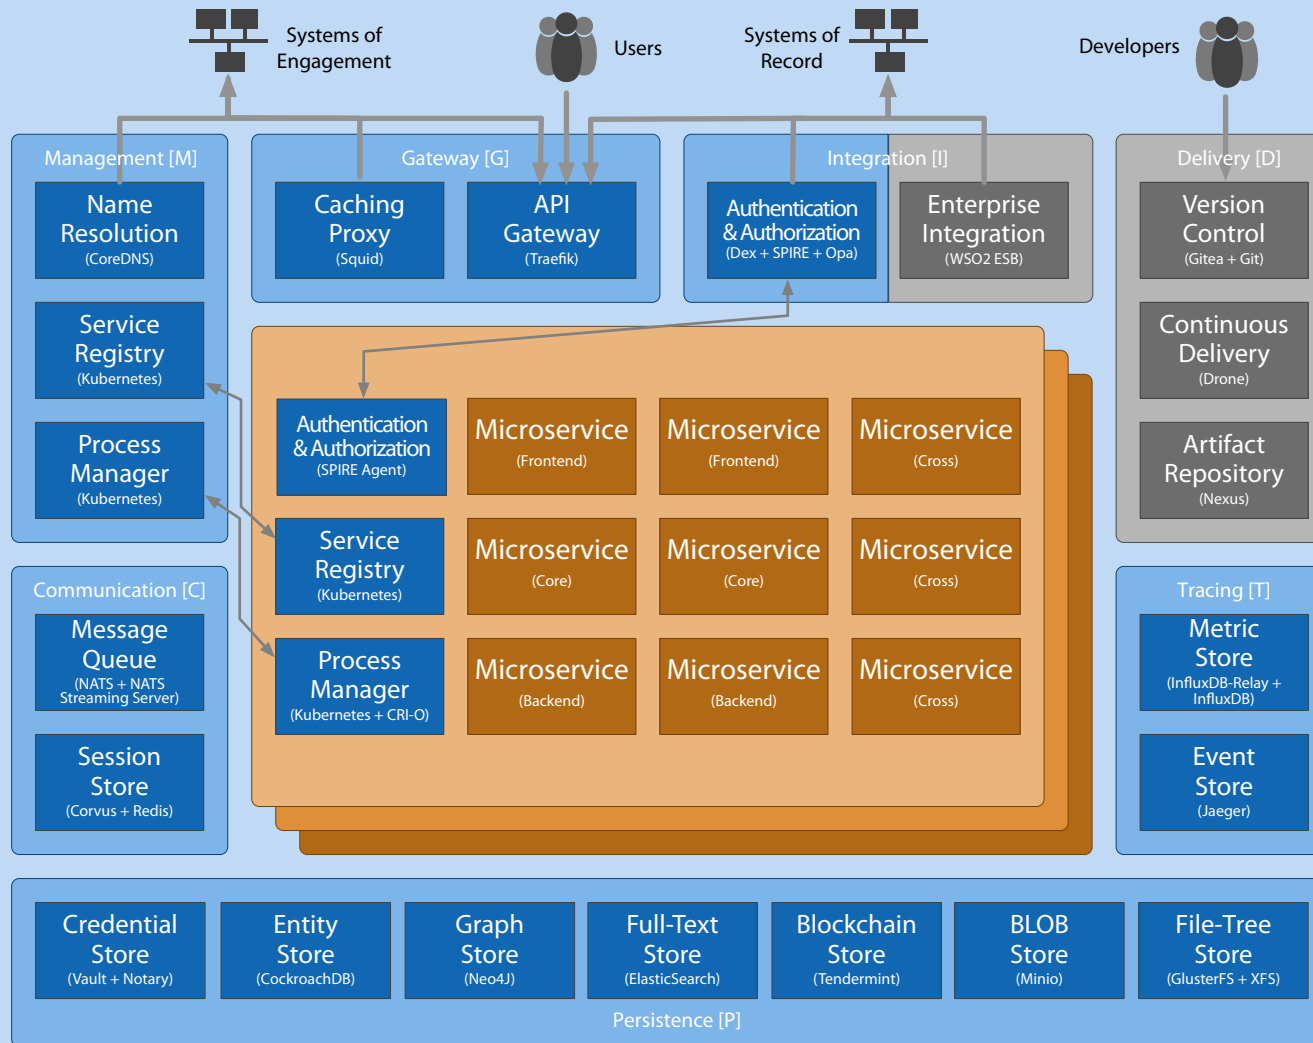 Systems of
Engagement
Users
Systems of
Record
Developers
Management [M]
Name
Resolution
(CoreDNS)
Service
Registry
(Kubernetes)
Process
Manager
(Kubernetes)
Gateway [G]
Caching
Proxy
(Squid)
API
Gateway
(Traefik)
Integration [I]
Authentication
& Authorization
(Dex + SPIRE + Opa)
Enterprise
Integration
(WSO2 ESB)
Delivery [D]
Version
Control
(Gitea + Git)
Continuous
Delivery
(Drone)
Artifact
Repository
(Nexus)
Authentication
& Authorization
(SPIRE Agent)
Microservice
(Frontend)
Microservice
(Frontend)
Microservice
(Cross)
Service
Registry
(Kubernetes)
Microservice
(Core)
Microservice
(Core)
Microservice
(Cross)
Process
Manager
(Kubernetes + CRI-O)
Microservice
(Backend)
Microservice
(Backend)
Microservice
(Cross)
Communication [C]
Message
Queue
(NATS + NATS
Streaming Server)
Session
Store
(Corvus + Redis)
Tracing [T]
Metric
Store
(InfluxDB-Relay +
InfluxDB)
Event
Store
(Jaeger)
Credential
Store
(Vault + Notary)
Entity
Store
(CockroachDB)
Graph
Store
(Neo4J)
Full-Text
Store
(ElasticSearch)
Blockchain
Store
(Tendermint)
BLOB
Store
(Minio)
File-Tree
Store
(GlusterFS + XFS)
Persistence [P]